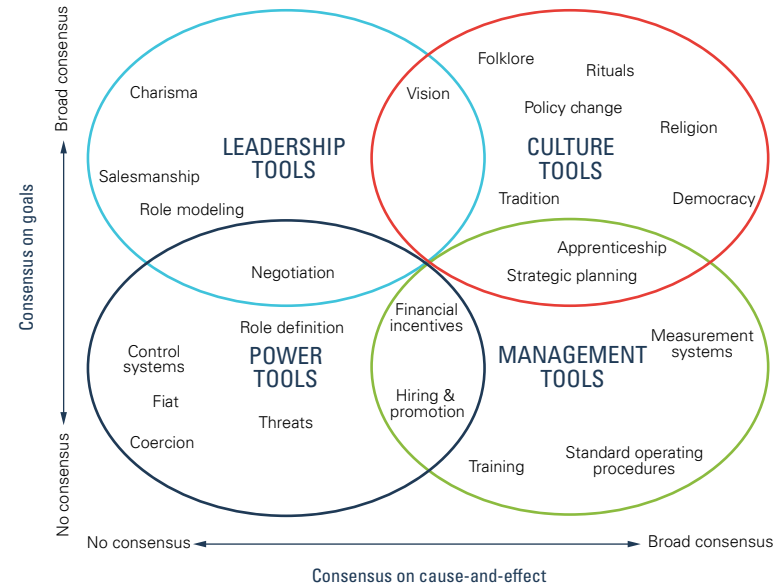 Broad consensus
Consensus on goals
No consensus
Charisma
LEADERSHIP
TOOLS
Salesmanship
Role modeling
Vision
Folklore
Rituals
Policy change
Religion
CULTURE
TOOLS
Tradition
Democracy
Negotiation
Apprenticeship
Strategic planning
Role definition
POWER
TOOLS
Control
systems
Fiat
Coercion
Threats
Financial
incentives
Hiring &
promotion
MANAGEMENT
TOOLS
Measurement
systems
Training
Standard operating
procedures
No consensus
Broad consensus
Consensus on cause-and-effect